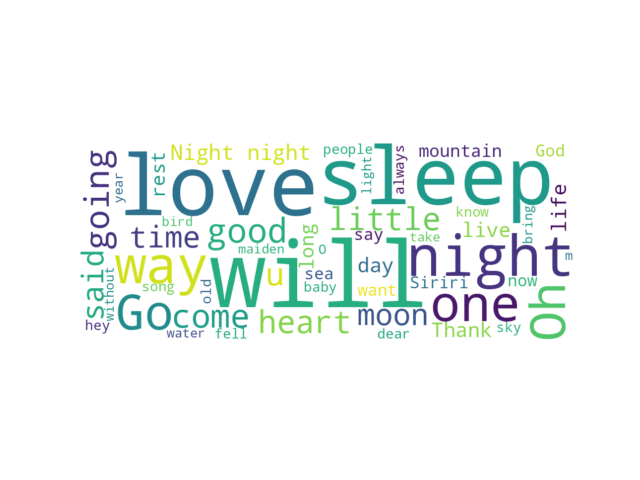 Night night
people
light
always
mountain
God
going
year
love
rest
sleep
life
bird
time
good
long
little
say
know
live
bring
maiden
O
take
night
said
without
way
will
u
sea
day
Siriri
now
m
song
old
baby
want
one
Oh
hey
Go
come
water
fell
heart
moon
dear
Thank
sky